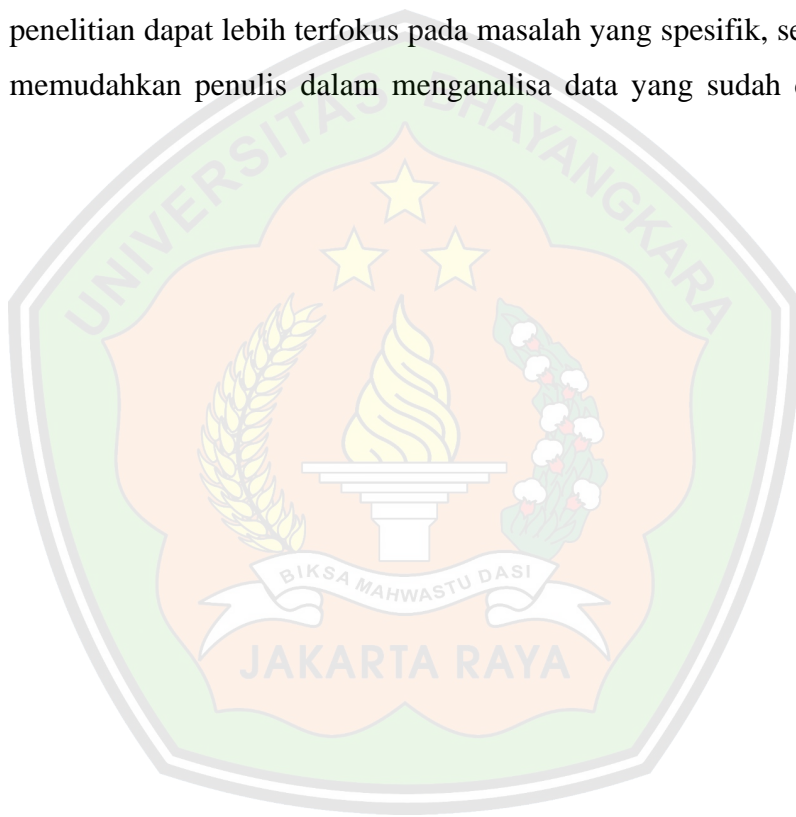 penelitian dapat lebih terfokus pada masalah yang spesifik,
memudahkan penulis dalam menganalisa data yang sudah
UNIVERSITAS BHAYANGKARA
BIKSA MAHWASTU DASI
JAKARTA RAYA